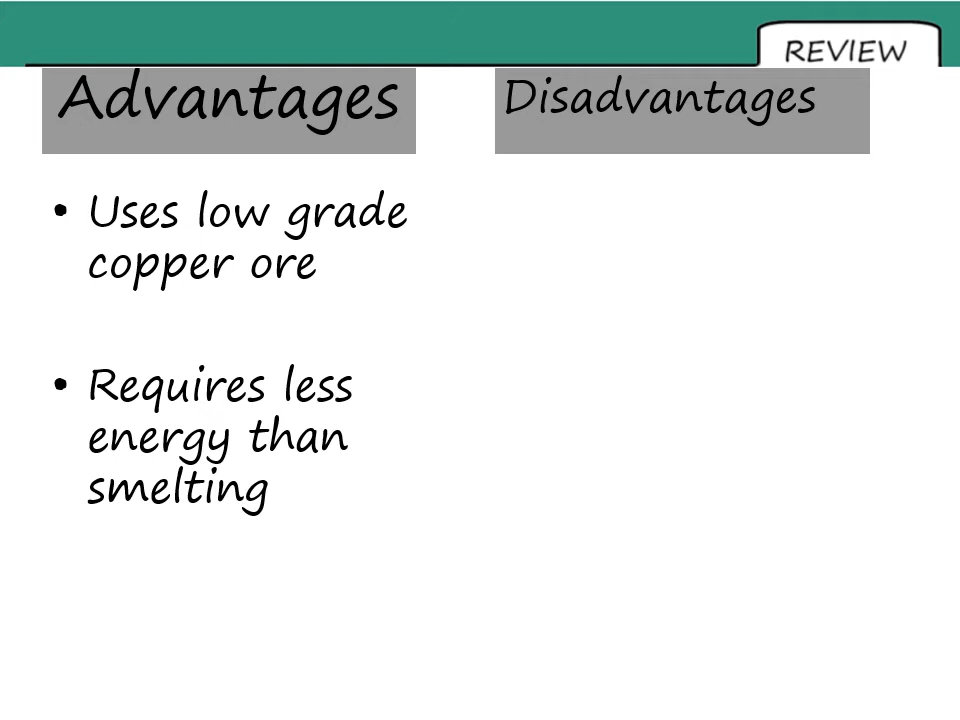 REVIEW
Advantages
Disadvantages
• Uses low grade
copper ore
• Requires less
energy than
smelting